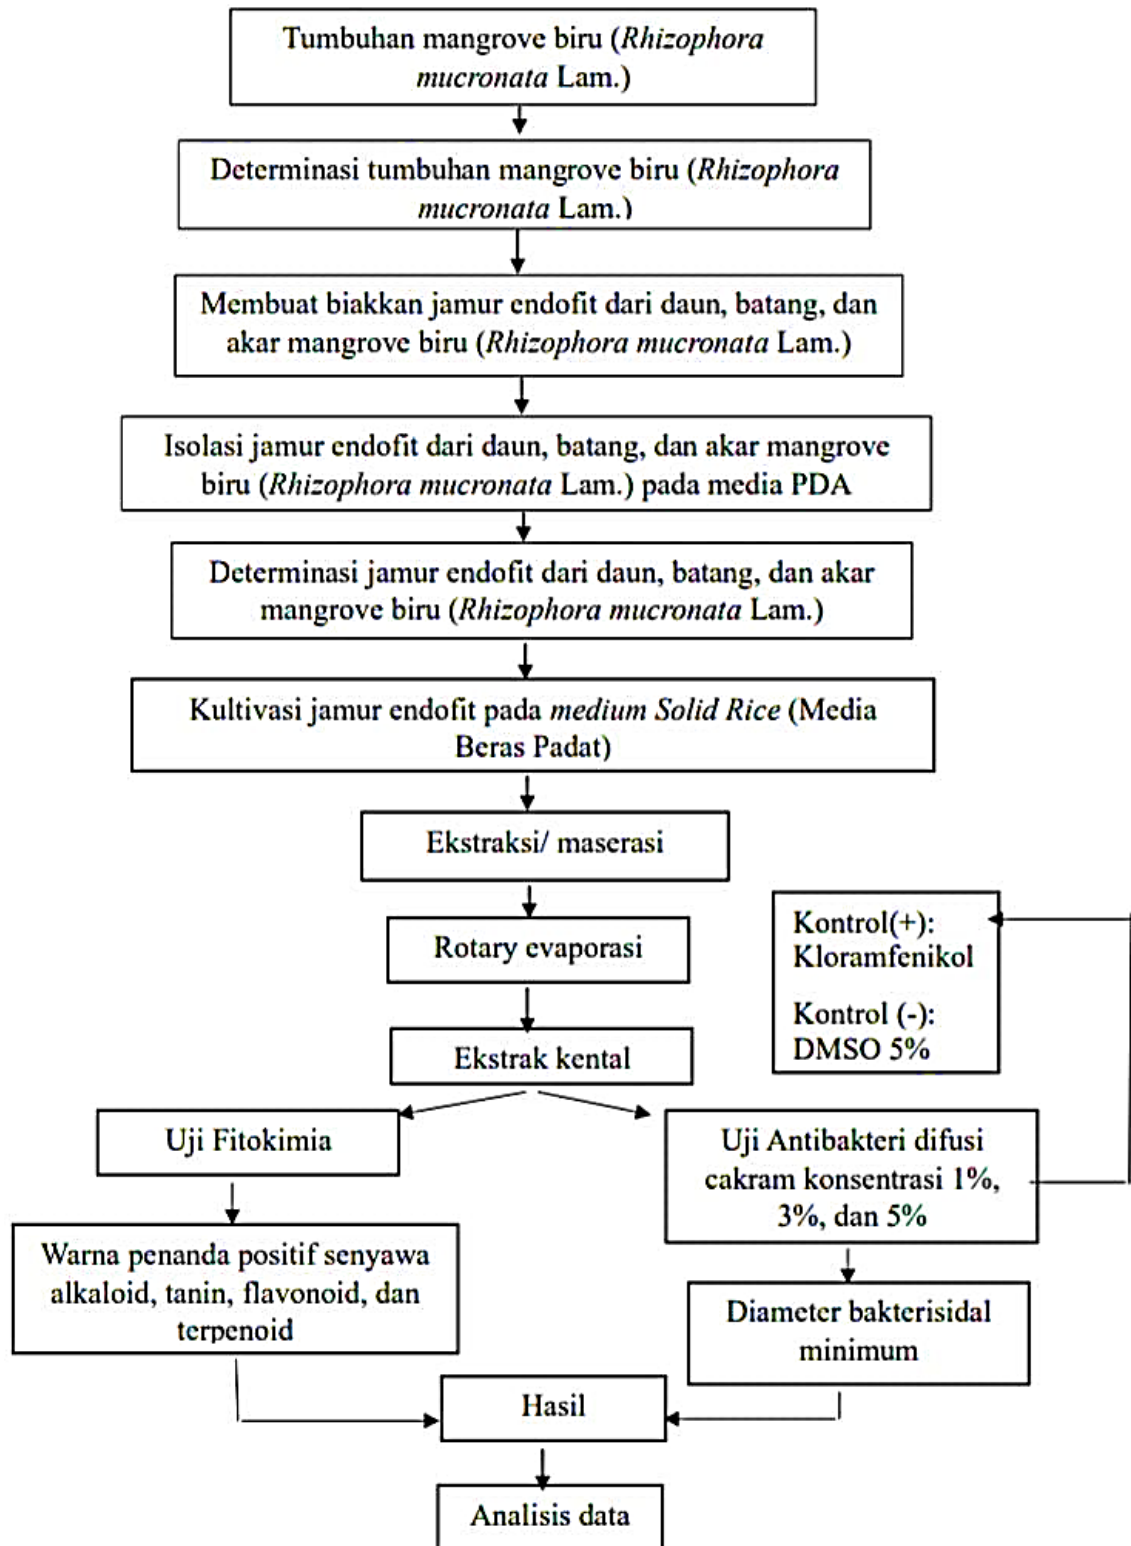 Tumbuhan mangrove biru (Rhizophora
mucronata Lam.)
Determinasi tumbuhan mangrove biru (Rhizophora
mucronata Lam.)
Membuat biakkan jamur endofit dari daun, batang, dan
akar mangrove biru (Rhizophora mucronata Lam.)
Isolasi jamur endofit dari daun, batang, dan akar mangrove
biru (Rhizophora mucronata Lam.) pada media PDA
Determinasi jamur endofit dari daun, batang, dan akar
mangrove biru (Rhizophora mucronata Lam.)
Kultivasi jamur endofit pada medium Solid Rice (Media
Beras Padat)
Ekstraksi/ maserasi
Rotary evaporasi
Kontrol(+):
Kloramfenikol
Kontrol (-):
DMSO 5%
Ekstrak kental
Uji Fitokimia
Uji Antibakteri difusi
cakram konsentrasi 1%,
3%, dan 5%
Warna penanda positif senyawa
alkaloid, tanin, flavonoid, dan
terpenoid
Diameter bakterisidal
minimum
Hasil
Analisis data